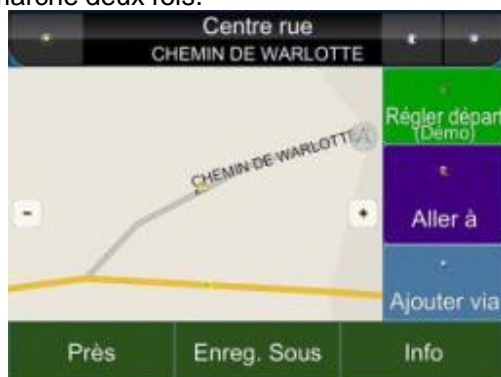 marche deux fois.
Centre rue
CHEMIN DE WARLOTTE
Régler départ
(Démo)
CHEMIN DE WARLOTTE
-
+
Aller à
Ajouter via
Près
Enreg. Sous
Info